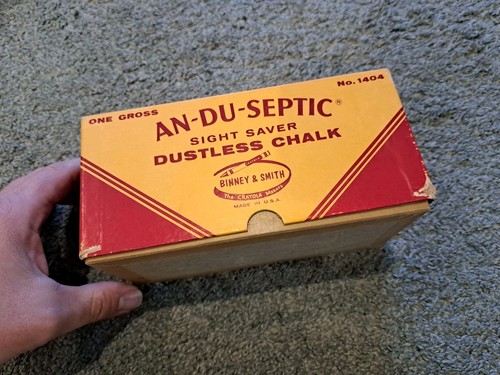 ONE GROSS
No. 1404
AN-DU-SEPTIC®
SIGHT SAVER
DUSTLESS CHALK
BINNEY & SMITH
The CRAYOLA Makers
MADE IN U.S.A.